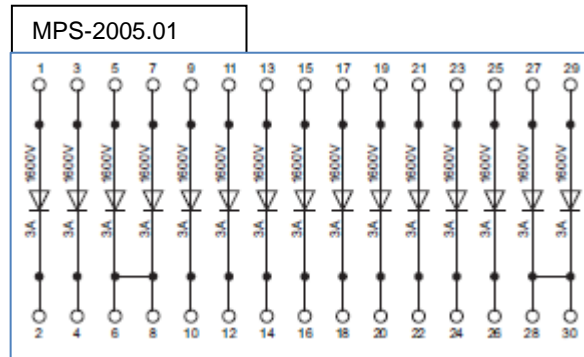 MPS-2005.01
1 3 5 7 9 11 13 15 17 19 21 23 25 27 29
1600V 1600V 1600V 1600V 1600V 1600V 1600V 1600V 1600V 1600V 1600V 1600V 1600V 1600V 1600V
3A 3A 3A 3A 3A 3A 3A 3A 3A 3A 3A 3A 3A 3A 3A
2 4 6 8 10 12 14 16 18 20 22 24 26 28 30